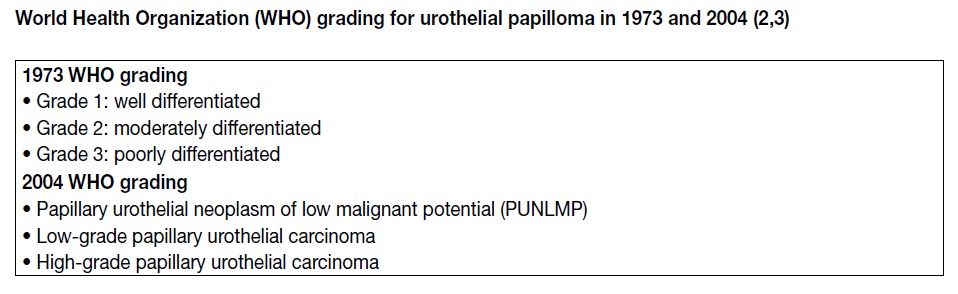 World Health Organization (WHO) grading for urothelial papilloma in 1973 and 2004 (2,3)
1973 WHO grading
• Grade 1: well differentiated
• Grade 2: moderately differentiated
• Grade 3: poorly differentiated
2004 WHO grading
• Papillary urothelial neoplasm of low malignant potential (PUNLMP)
• Low-grade papillary urothelial carcinoma
• High-grade papillary urothelial carcinoma